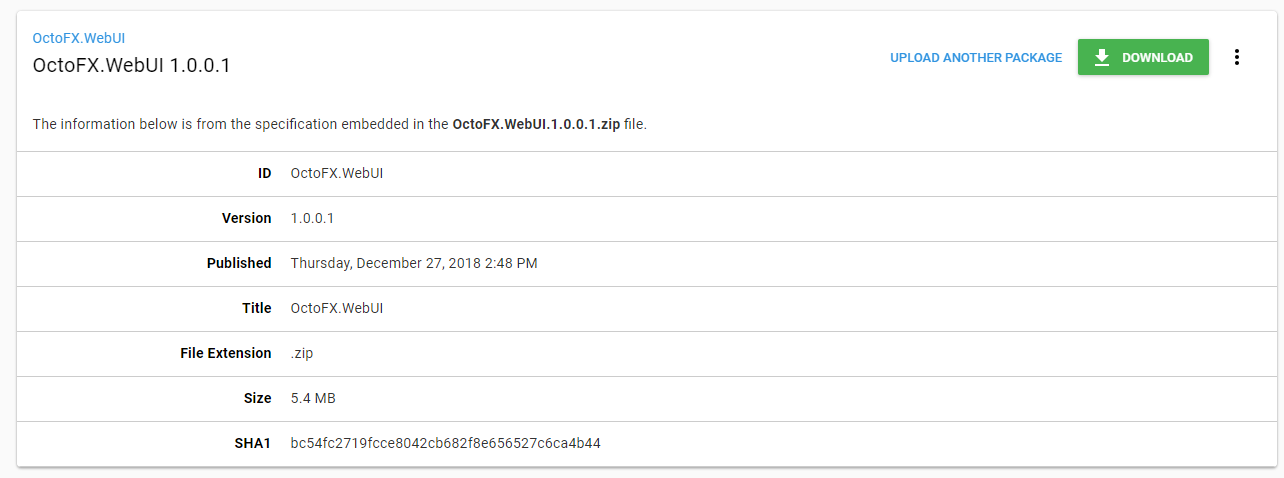 OctoFX.WebUI
OctoFX.WebUI 1.0.0.1
UPLOAD ANOTHER PACKAGE DOWNLOAD
The information below is from the specification embedded in the OctoFX.WebUI.1.0.0.1.zip file.
ID OctoFX.WebUI
Version 1.0.0.1
Published Thursday, December 27, 2018 2:48 PM
Title OctoFX.WebUI
File Extension .zip
Size 5.4 MB
SHA1 bc54fc2719fcce8042cb682f8e656527c6ca4b44